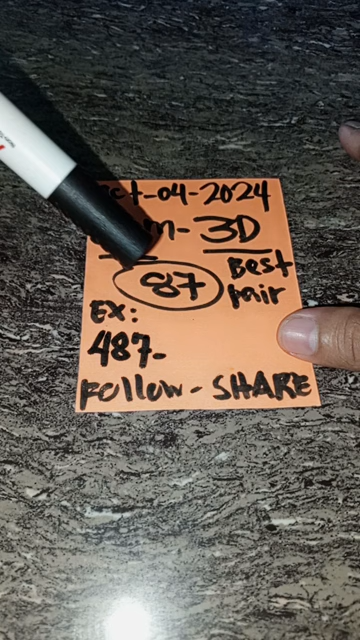 ct-04-2024
m-3D
87 Best
Pair
EX:
487-
Follow-SHARE